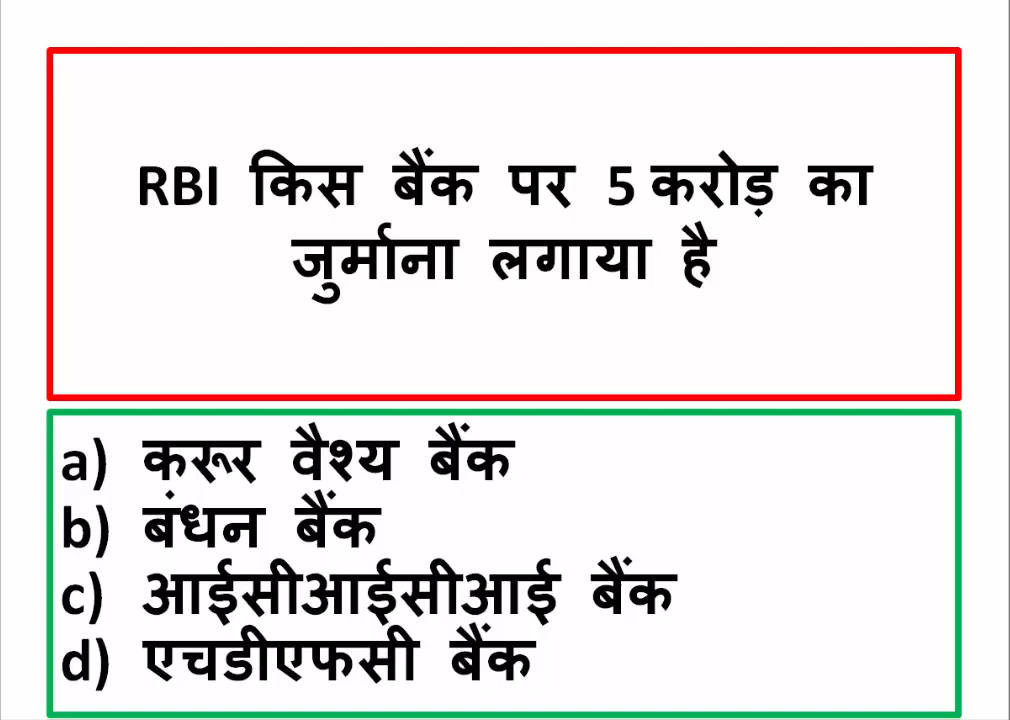 RBI किस बैंक पर 5 करोड़ का
जुर्माना लगाया है
a) करूर वैश्य बैंक
b) बंधन बैंक
c) आईसीआईसीआई बैंक
d) एचडीएफसी बैंक